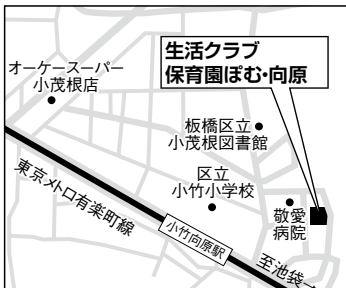 生活クラブ
保育園ぽむ・向原
オーケースーパー
小茂根店
板橋区立
小茂根図書館
区立
小竹小学校
敬愛
病院
東京メトロ有楽町線
小竹向原駅
至池袋